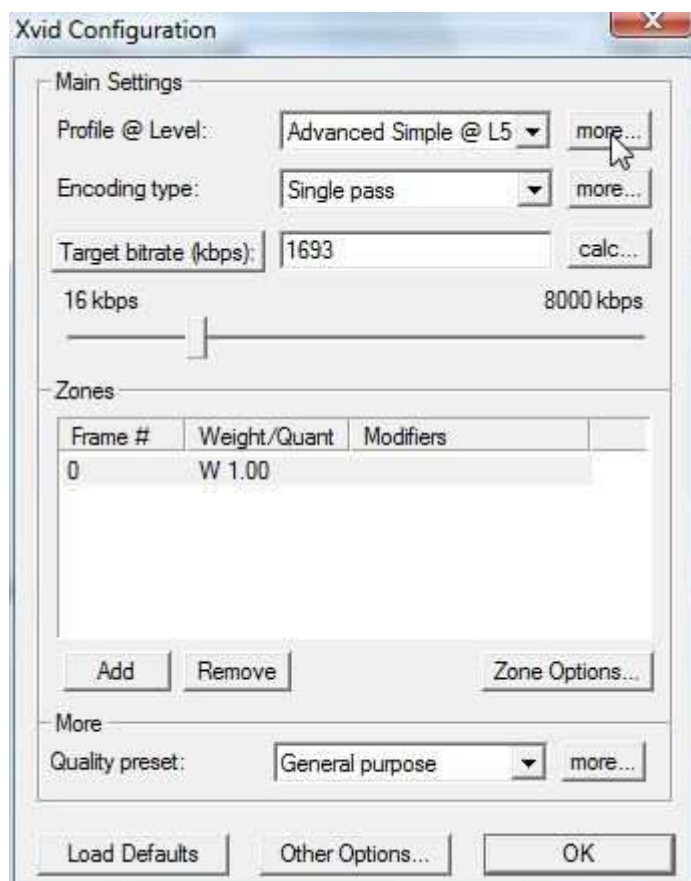 Xvid Configuration
Main Settings
Profile @ Level: Advanced Simple @ L5 more...
Encoding type: Single pass more...
Target bitrate (kbps): 1693 calc...
16 kbps 8000 kbps
Zones
Frame # Weight/Quant Modifiers
0 W 1.00
Add Remove Zone Options...
More
Quality preset: General purpose more...
Load Defaults Other Options... OK